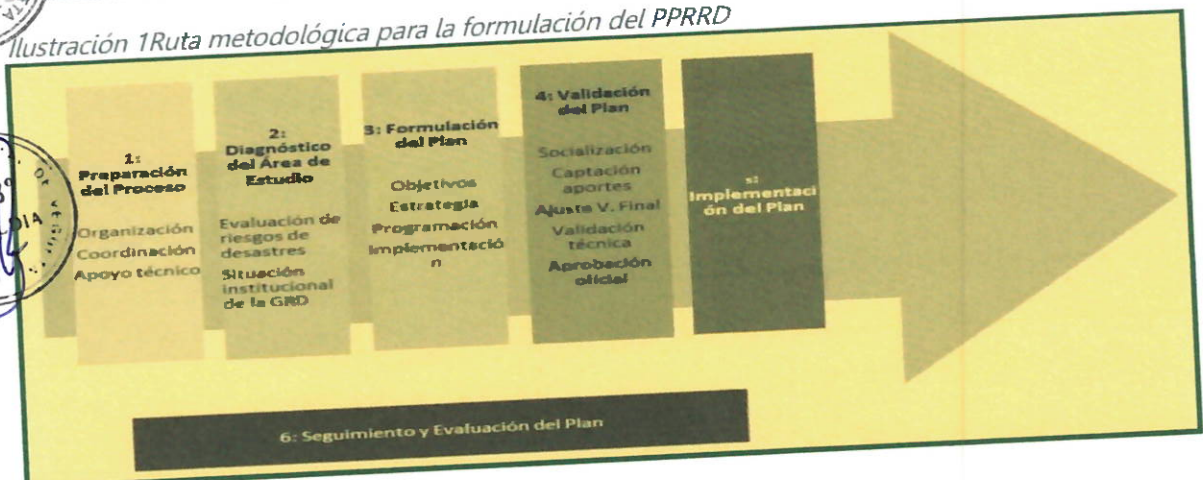 Ilustración 1Ruta metodológica para la formulación del PPRRD
1:
Preparación
del Proceso
Organización
Coordinación
Apoyo técnico
2:
Diagnóstico
del Área de
Estudio
Evaluación de
riesgos de
desastres
Situación
institucional
de la GRD
3: Formulación
del Plan
Objetivos
Estrategia
Programación
Implementació
n
4: Validación
del Plan
Socialización
Captación
aportes
Ajuste V. Final
Validación
técnica
Aprobación
oficial
5:
Implementaci
ón del Plan
6: Seguimiento y Evaluación del Plan